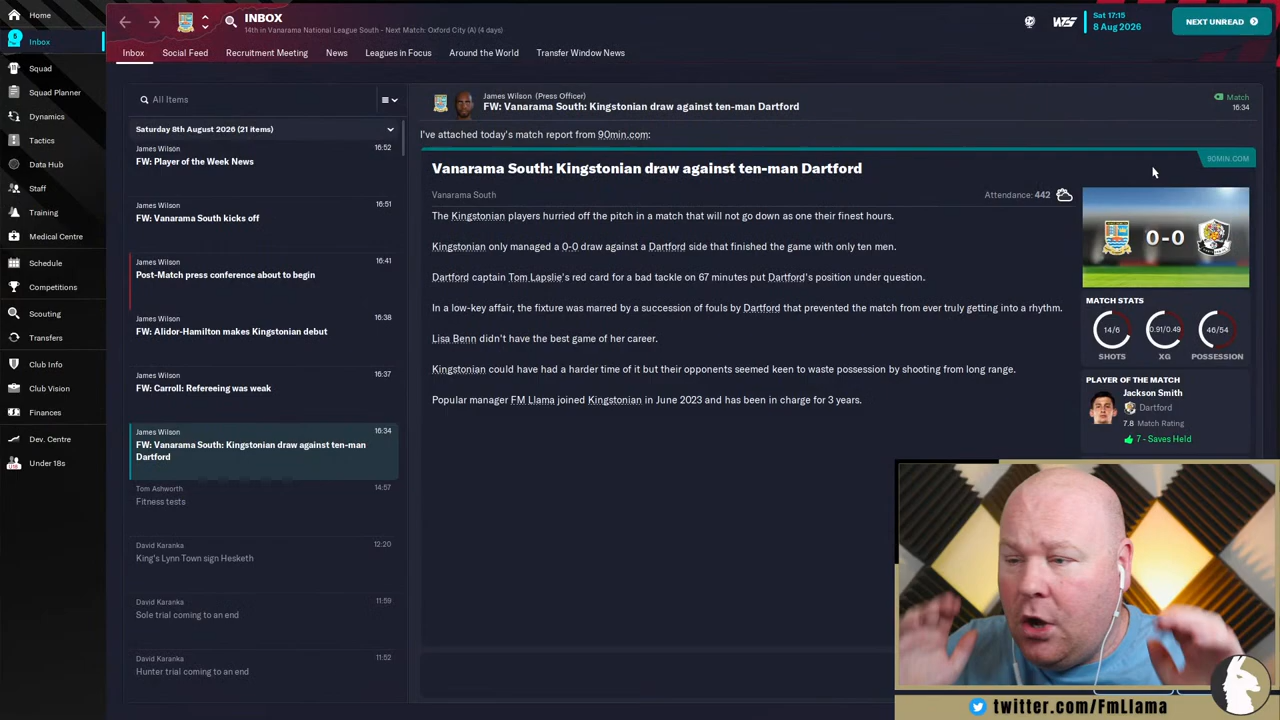 Home
5
Inbox
Squad
Squad Planner
Dynamics
Tactics
Data Hub
Staff
Training
Medical Centre
Schedule
Competitions
Scouting
Transfers
Club Info
Club Vision
Finances
Dev. Centre
Under 18s
INBOX
14th in Vanarama National League South - Next Match: Oxford City (A) (4 days)
Sat 17:15
8 Aug 2026
NEXT UNREAD
Inbox Social Feed Recruitment Meeting News Leagues in Focus Around the World Transfer Window News
All Items
Saturday 8th August 2026 (21 items)
James Wilson 16:52
FW: Player of the Week News
James Wilson 16:51
FW: Vanarama South kicks off
James Wilson 16:41
Post-Match press conference about to begin
James Wilson 16:38
FW: Alidor-Hamilton makes Kingstonian debut
James Wilson 16:37
FW: Carroll: Refereeing was weak
James Wilson 16:34
FW: Vanarama South: Kingstonian draw against ten-man
Dartford
Tom Ashworth 14:57
Fitness tests
David Karanka 12:20
King's Lynn Town sign Hesketh
David Karanka 11:59
Sole trial coming to an end
David Karanka 11:52
Hunter trial coming to an end
James Wilson (Press Officer)
FW: Vanarama South: Kingstonian draw against ten-man Dartford
Match
16:34
I've attached today's match report from 90min.com:
90MIN.COM
Vanarama South: Kingstonian draw against ten-man Dartford
Vanarama South Attendance: 442
The Kingstonian players hurried off the pitch in a match that will not go down as one their finest hours.
Kingstonian only managed a 0-0 draw against a Dartford side that finished the game with only ten men.
Dartford captain Tom Lapslie's red card for a bad tackle on 67 minutes put Dartford's position under question.
In a low-key affair, the fixture was marred by a succession of fouls by Dartford that prevented the match from ever truly getting into a rhythm.
Lisa Benn didn't have the best game of her career.
Kingstonian could have had a harder time of it but their opponents seemed keen to waste possession by shooting from long range.
Popular manager FM Llama joined Kingstonian in June 2023 and has been in charge for 3 years.
0-0
MATCH STATS
14/6 0.91/0.49 46/54
SHOTS XG POSSESSION
PLAYER OF THE MATCH
Jackson Smith
Dartford
7.8 Match Rating
7 - Saves Held
twitter.com/FmLlama